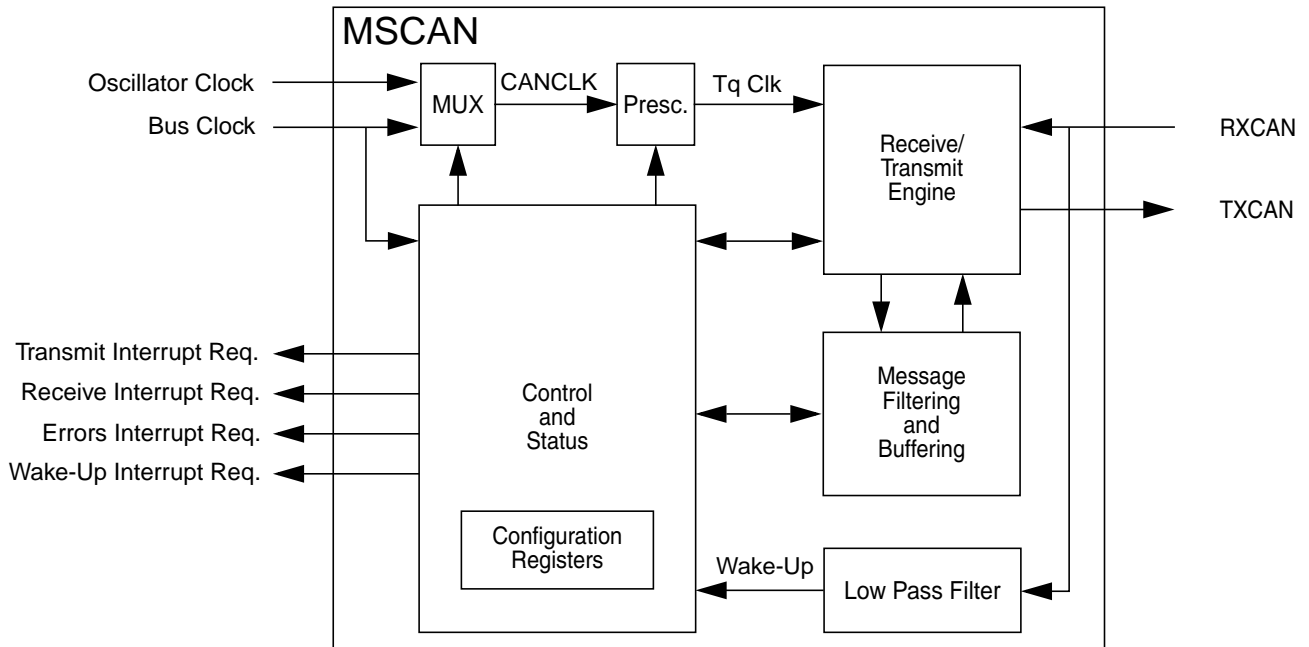 MSCAN
Oscillator Clock
MUX
CANCLK
Presc.
Tq Clk
Bus Clock
RXCAN
Receive/
Transmit
Engine
TXCAN
Transmit Interrupt Req.
Receive Interrupt Req.
Errors Interrupt Req.
Wake-Up Interrupt Req.
Control
and
Status
Message
Filtering
and
Buffering
Configuration
Registers
Wake-Up
Low Pass Filter